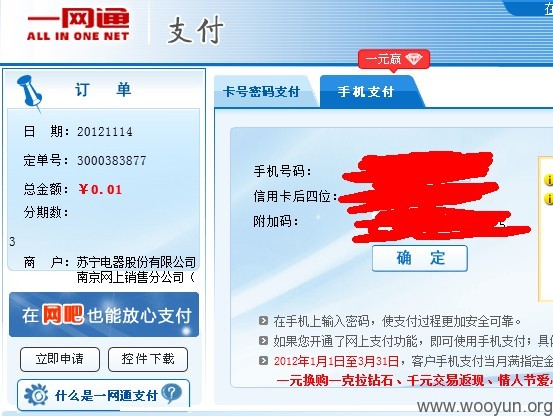 一网通
ALL IN ONE NET
支付
一元赢
订 单
卡号密码支付
手机支付
日 期: 20121114
定单号: 3000383877
总金额: ￥0.01
分期数:
3
商 户: 苏宁电器股份有限公司
南京网上销售分公司（
手机号码:
信用卡后四位:
附加码:
确 定
在网吧也能放心支付
立即申请
控件下载
什么是一网通支付
在手机上输入密码，使支付过程更加安全可靠。
如果您开通了网上支付功能，即可使用手机支付；具
2012年1月1日至3月31日，客户手机支付当月满指定金
一元换购一克拉钻石、千元交易返现、情人节爱心
www.wooyun.org